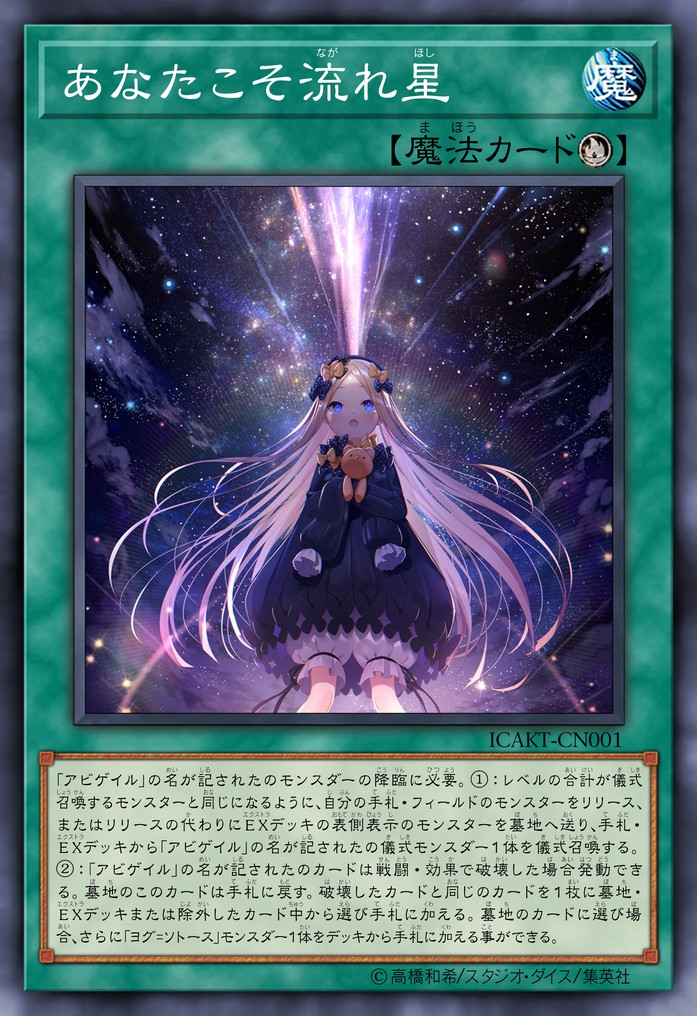 あなたこそ流れ星
魔
【魔法カード】
ICAKT-CN001
「アビゲイル」の名が記されたのモンスダーの降臨に必要。①：レベルの合計が儀式
召喚するモンスターと同じになるように、自分の手札・フィールドのモンスターをリリース、
またはリリースの代わりにEXデッキの表側表示のモンスターを墓地へ送り、手札・
EXデッキから「アビゲイル」の名が記されたの儀式モンスター1体を儀式召喚する。
②：「アビゲイル」の名が記されたのカードは戦闘・効果で破壊した場合発動でき
る。墓地のこのカードは手札に戻す。破壊したカードと同じのカードを1枚に墓地・
EXデッキまたは除外したカード中から選び手札に加える。墓地のカードに選び場
合、さらに「ヨグ＝ソトース」モンスダー1体をデッキから手札に加える事ができる。
©高橋和希/スタジオ・ダイス/集英社